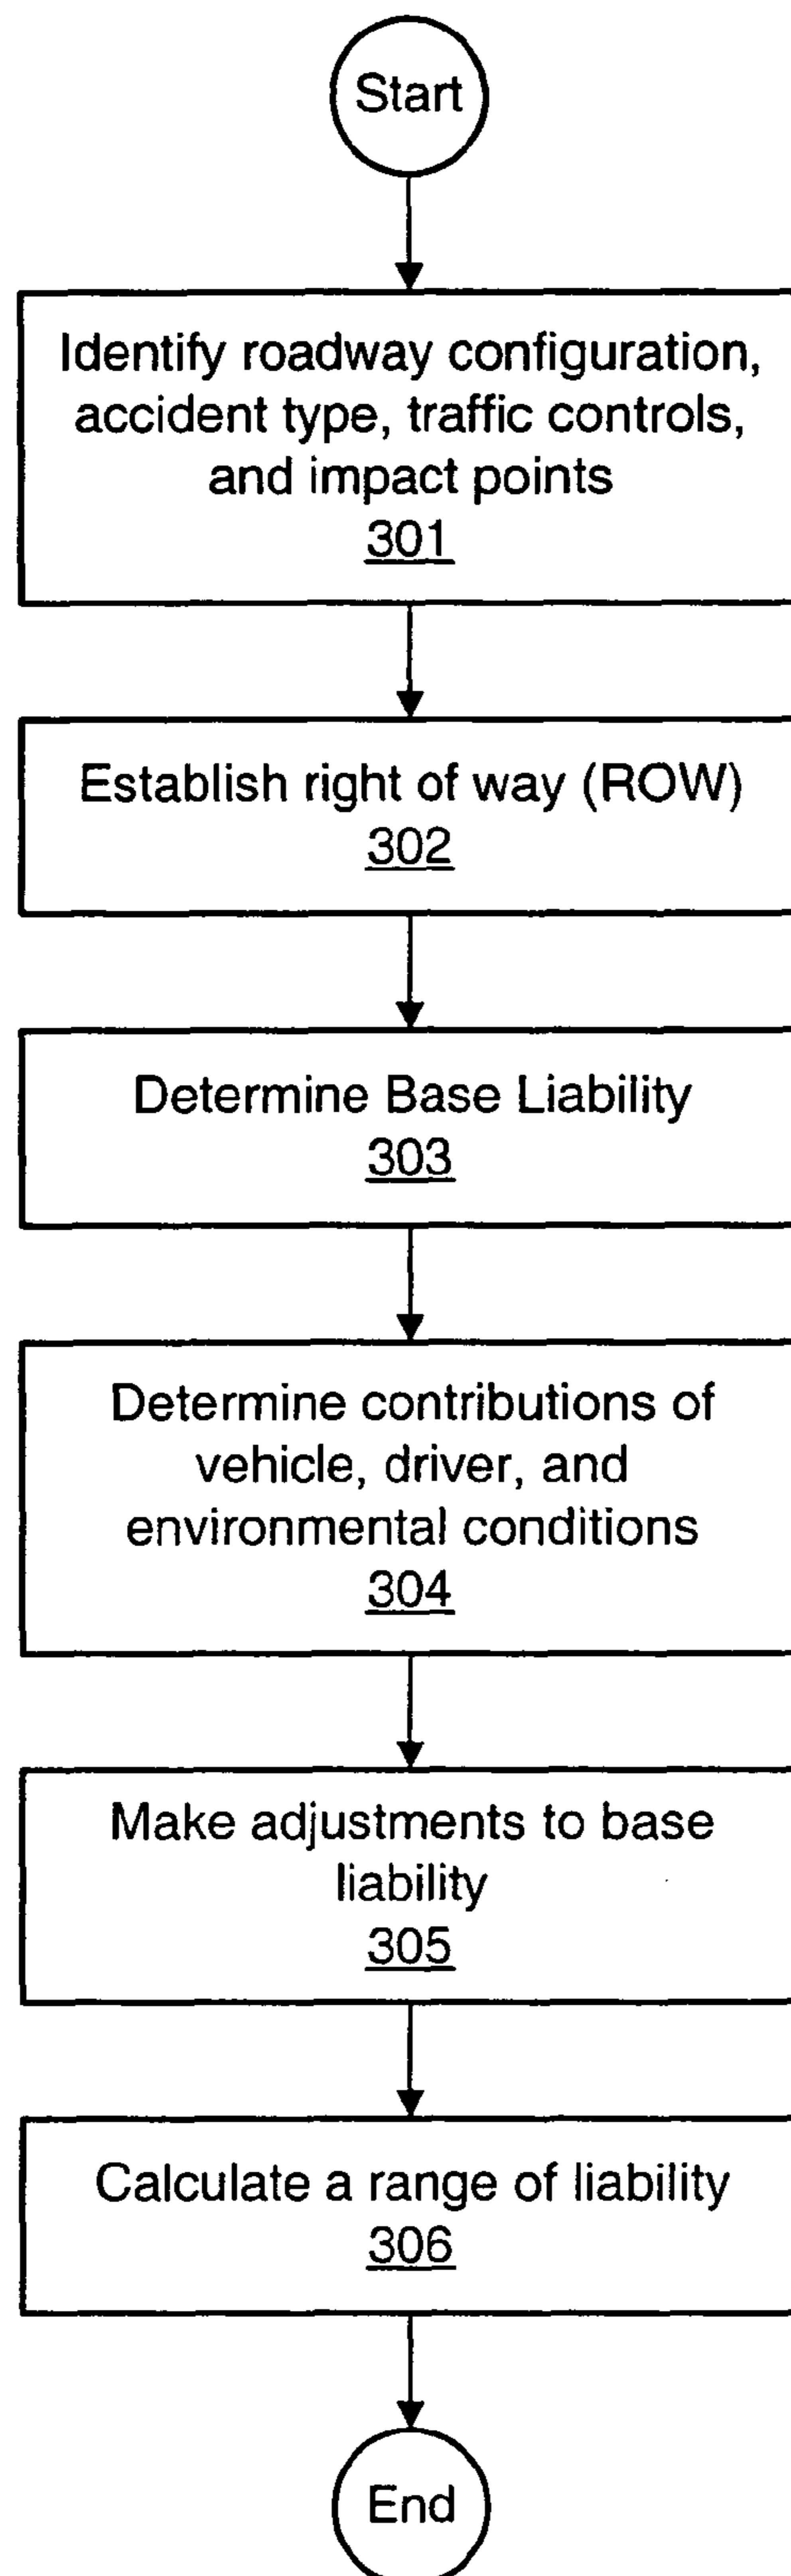 Start
Identify roadway configuration,
accident type, traffic controls,
and impact points
301
Establish right of way (ROW)
302
Determine Base Liability
303
Determine contributions of
vehicle, driver, and
environmental conditions
304
Make adjustments to base
liability
305
Calculate a range of liability
306
End